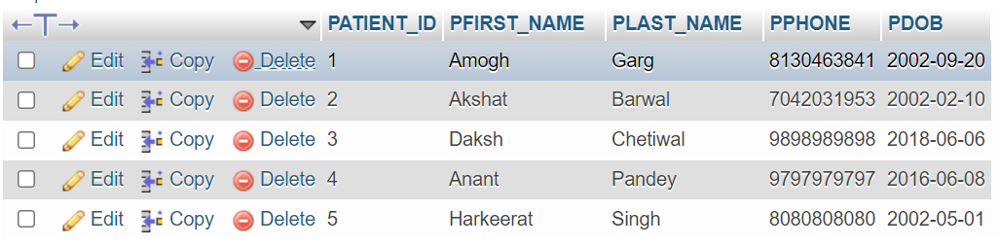 ←T→ PATIENT_ID PFIRST_NAME PLAST_NAME PPHONE PDOB
Edit Copy Delete 1 Amogh Garg 8130463841 2002-09-20
Edit Copy Delete 2 Akshat Barwal 7042031953 2002-02-10
Edit Copy Delete 3 Daksh Chetiwal 9898989898 2018-06-06
Edit Copy Delete 4 Anant Pandey 9797979797 2016-06-08
Edit Copy Delete 5 Harkeerat Singh 8080808080 2002-05-01